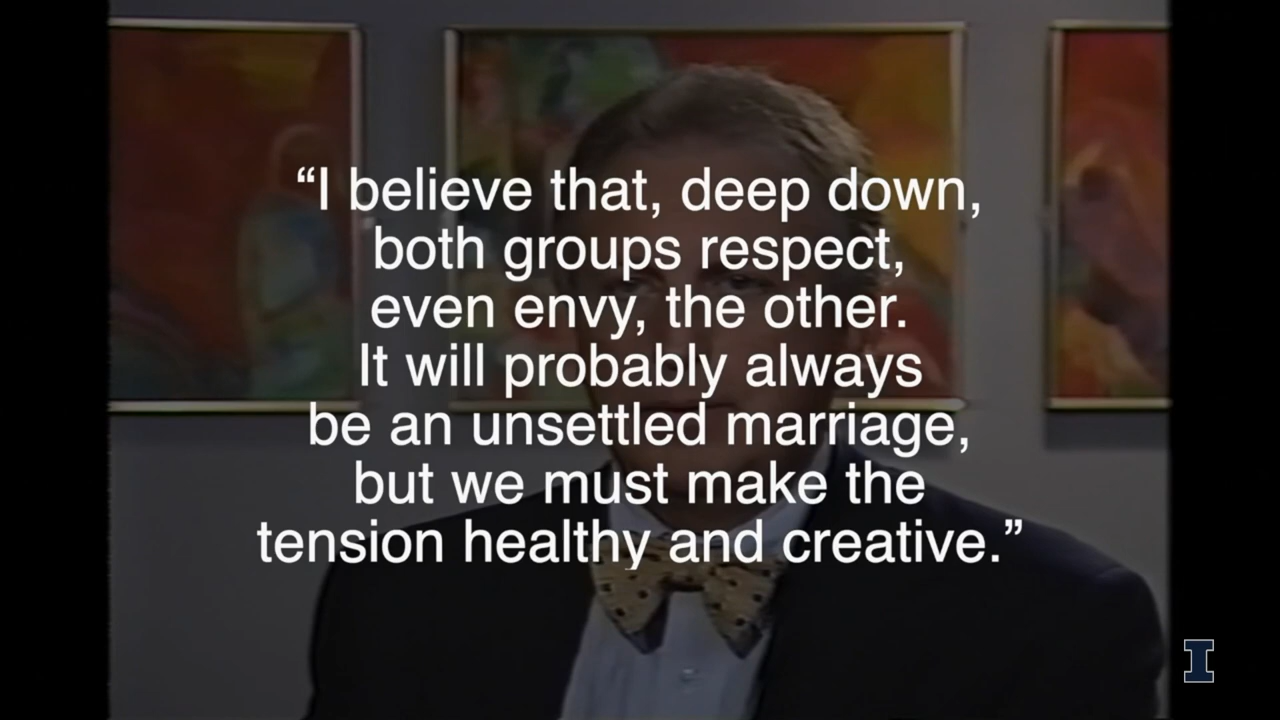 “I believe that, deep down,
both groups respect,
even envy, the other.
It will probably always
be an unsettled marriage,
but we must make the
tension healthy and creative.”
I